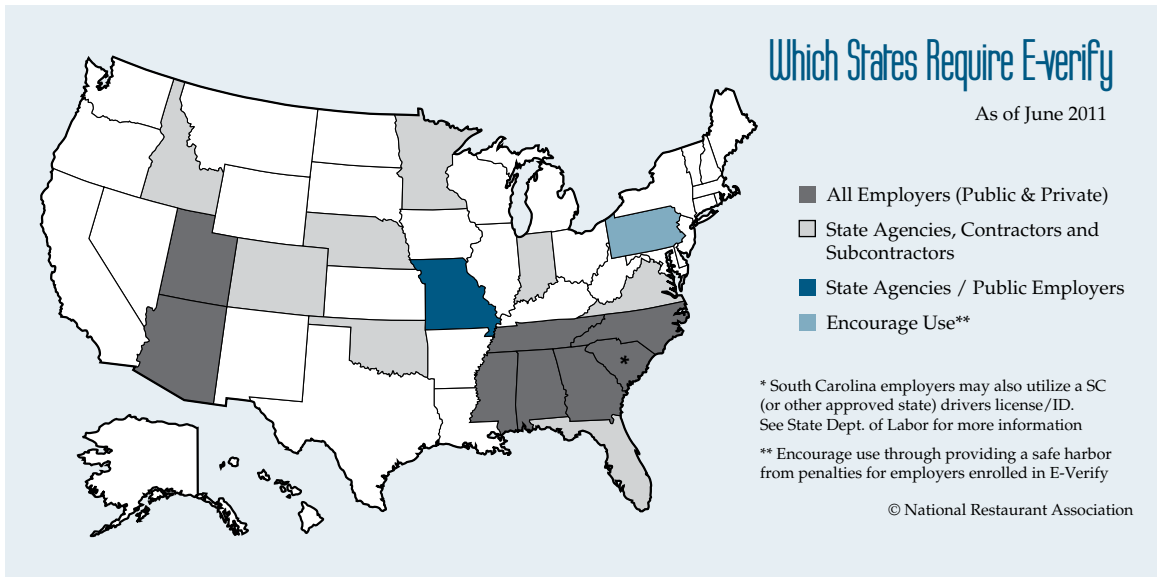 Which States Require E-verify
As of June 2011
All Employers (Public & Private)
State Agencies, Contractors and
Subcontractors
State Agencies / Public Employers
Encourage Use**
*
* South Carolina employers may also utilize a SC
(or other approved state) drivers license/ID.
See State Dept. of Labor for more information
** Encourage use through providing a safe harbor
from penalties for employers enrolled in E-Verify
© National Restaurant Association